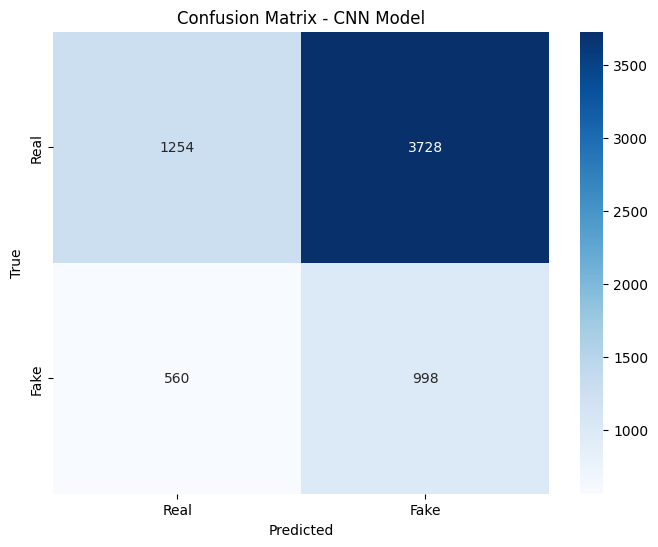 Confusion Matrix - CNN Model
True
Real
1254
3728
Fake
560
998
Real
Fake
Predicted
3500
3000
2500
2000
1500
1000